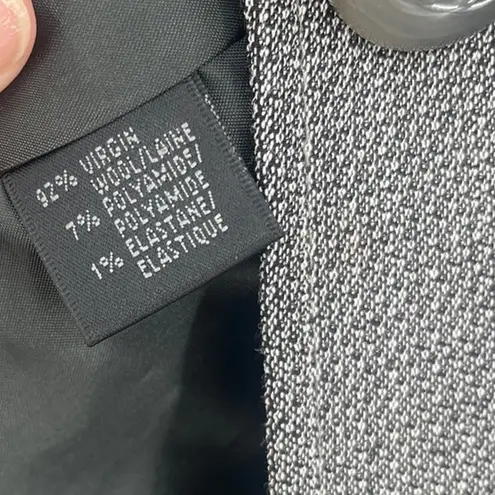 92% VIRGIN
WOOL/LAINE
7% POLYAMIDE/
POLYAMIDE
1% ELASTANE/
ELASTIQUE